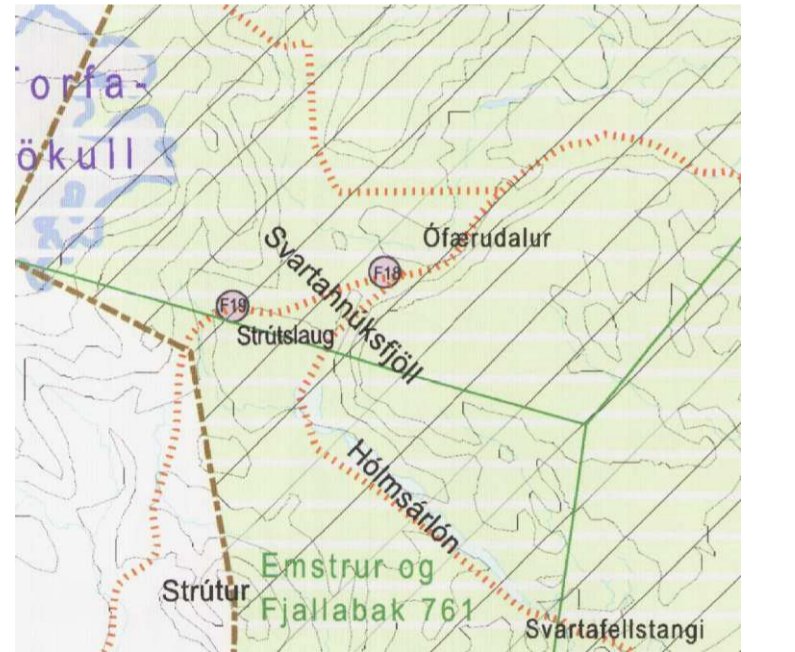 orfa-
ökull
Ófærudalur
Svartahnúksfjöll
F18
F19
Strútslaug
Hólmsárlón
Emstrur og
Fjallabak 761
Strútur
Svartafellstangi